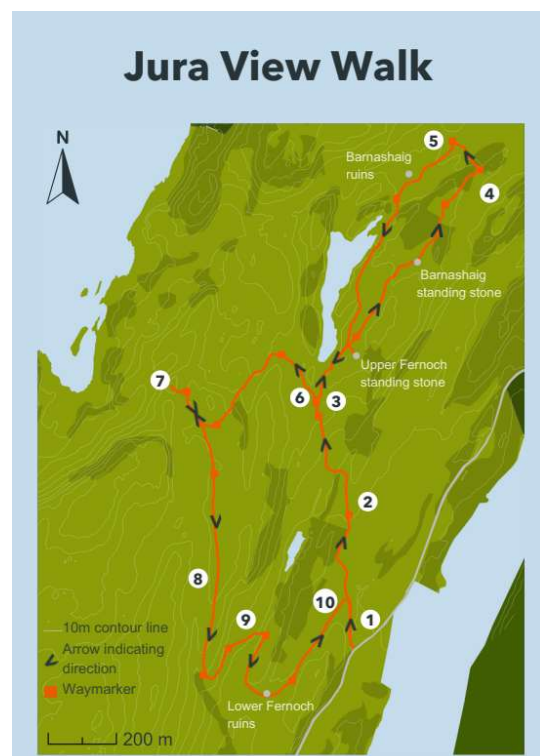 Jura View Walk
N
5
Barnashaig
ruins
4
Barnashaig
standing stone
Upper Fernoch
standing stone
7
6
3
2
8
10
1
9
10m contour line
Arrow indicating
direction
Waymarker
Lower Fernoch
ruins
200 m